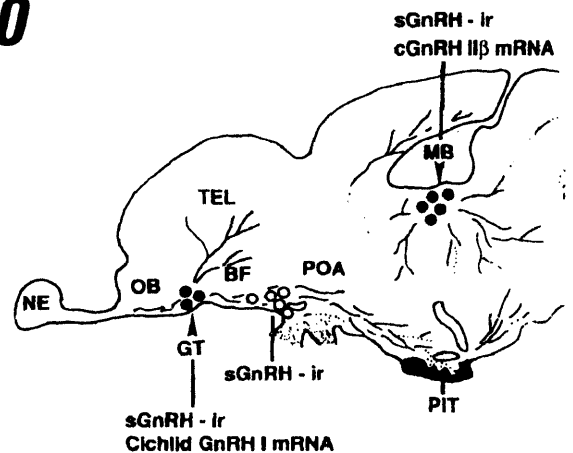 0
sGnRH - ir
cGnRH IIβ mRNA
MB
TEL
OB
BF
POA
NE
GT
sGnRH - ir
PIT
sGnRH - ir
Cichlid GnRH I mRNA